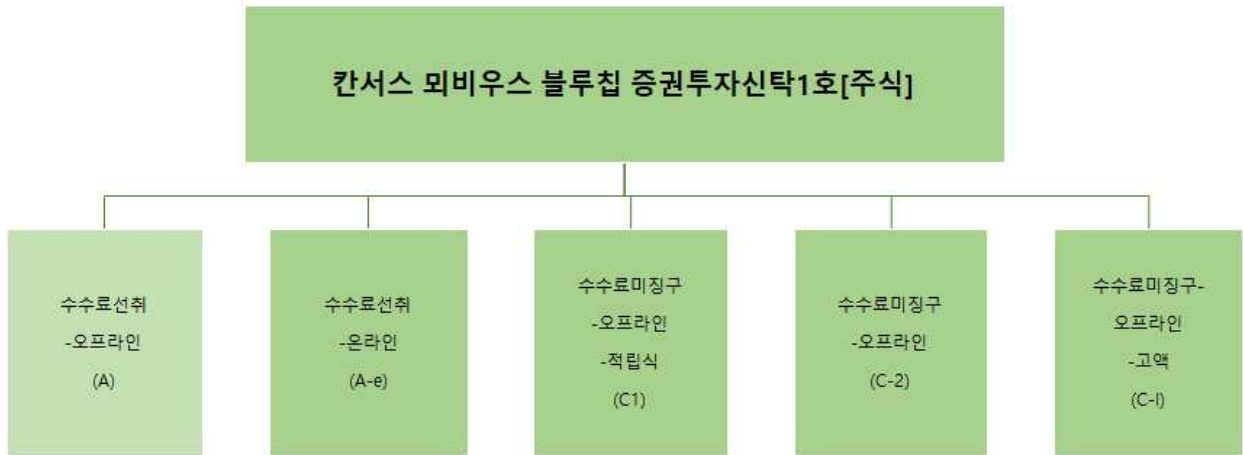 칸서스 뫼비우스 블루칩 증권투자신탁1호[주식]
수수료선취
-오프라인
(A)
수수료선취
-온라인
(A-e)
수수료미징구
-오프라인
-적립식
(C1)
수수료미징구
-오프라인
(C-2)
수수료미징구-
오프라인
-고액
(C-I)